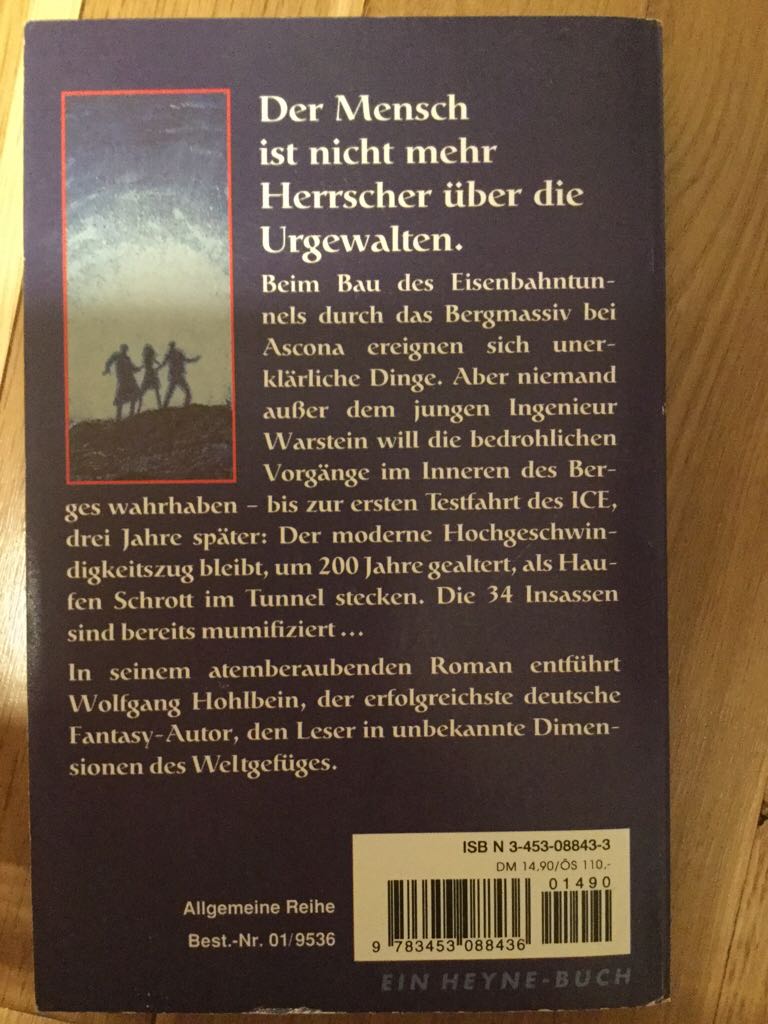 Der Mensch
ist nicht mehr
Herrscher über die
Urgewalten.
Beim Bau des Eisenbahntun-
nels durch das Bergmassiv bei
Ascona ereignen sich uner-
klärliche Dinge. Aber niemand
außer dem jungen Ingenieur
Warstein will die bedrohlichen
Vorgänge im Inneren des Ber-
ges wahrhaben – bis zur ersten Testfahrt des ICE,
drei Jahre später: Der moderne Hochgeschwin-
digkeitszug bleibt, um 200 Jahre gealtert, als Hau-
fen Schrott im Tunnel stecken. Die 34 Insassen
sind bereits mumifiziert ...
In seinem atemberaubenden Roman entführt
Wolfgang Hohlbein, der erfolgreichste deutsche
Fantasy-Autor, den Leser in unbekannte Dimen-
sionen des Weltgefüges.
ISB N 3-453-08843-3
DM 14,90/ÖS 110,-
01490
9 783453 088436
Allgemeine Reihe
Best.-Nr. 01/9536
EIN HEYNE-BUCH